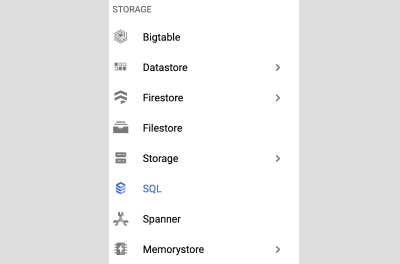 STORAGE
Bigtable
Datastore
Firestore
Filestore
Storage
SQL
Spanner
Memorystore